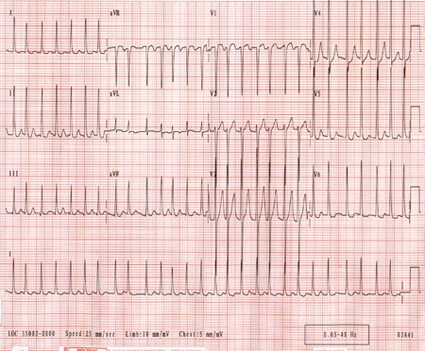 I aVR V1 V4
II aVL V2 V5
III aVF V3 V6
I
LOC 35002-0000 Speed:25 mm/sec Limb:10 mm/mV Chest:5 mm/mV 0.05-40 Hz 02841